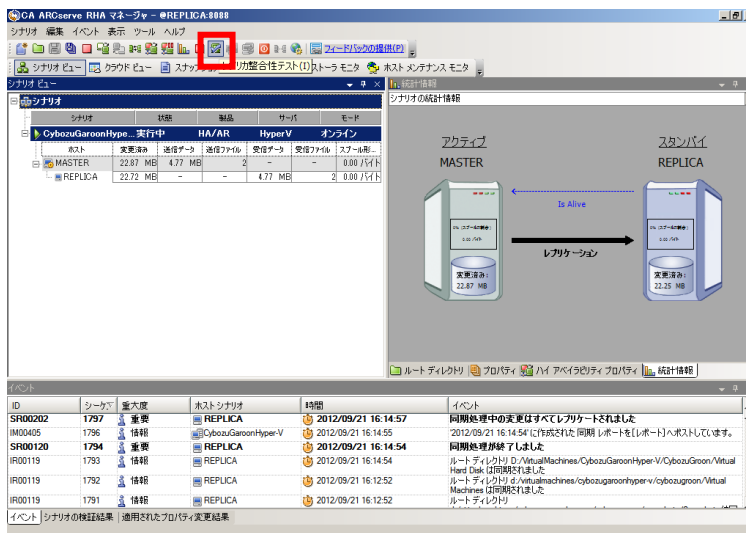 CA ARCserve RHA マネージャ - @REPLICA:8088
シナリオ 編集 イベント 表示 ツール ヘルプ
フィードバックの提供(P)
シナリオ ビュー クラウド ビュー スナップ リカ整合性テスト(I) ストーラ モニタ ホスト メンテナンス モニタ
シナリオ ビュー
シナリオ
シナリオ 状態 製品 サーバ モード
CybozuGaroonHype... 実行中 HA/AR HyperV オンライン
ホスト 変更済み 送信データ 送信ファイル 受信データ 受信ファイル スプール形...
MASTER 22.87 MB 4.77 MB 2 - - 0.00 バイト
REPLICA 22.72 MB - - 4.77 MB 2 0.00 バイト
統計情報
シナリオの統計情報
アクティブ
MASTER
スタンバイ
REPLICA
Is Alive
レプリケーション
0.00 バイト
変更済み:
22.87 MB
0.00 バイト
変更済み:
22.25 MB
ルート ディレクトリ プロパティ ハイ アベイラビリティ プロパティ 統計情報
イベント
ID シーケ 重大度 ホスト/シナリオ 時間 イベント
SR00202 1797 重要 REPLICA 2012/09/21 16:14:57 同期処理中の変更はすべてレプリケートされました
IM00405 1796 情報 CybozuGaroonHyper-V 2012/09/21 16:14:55 '2012/09/21 16:14:54' に作成された 同期 レポートを[レポート]へポストしています。
SR00120 1794 重要 REPLICA 2012/09/21 16:14:54 同期処理が終了しました
IR00119 1793 情報 REPLICA 2012/09/21 16:14:54 ルート ディレクトリ D:/VirtualMachines/CybozuGaroonHyper-V/CybozuGroon/Virtual
Hard Disk は同期されました
IR00119 1792 情報 REPLICA 2012/09/21 16:12:52 ルート ディレクトリ d:/virtualmachines/cybozugaroonhyper-v/cybozugroon/Virtual
Machines は同期されました
IR00119 1791 情報 REPLICA 2012/09/21 16:12:52 ルート ディレクトリ
イベント シナリオの検証結果 適用されたプロパティ変更結果